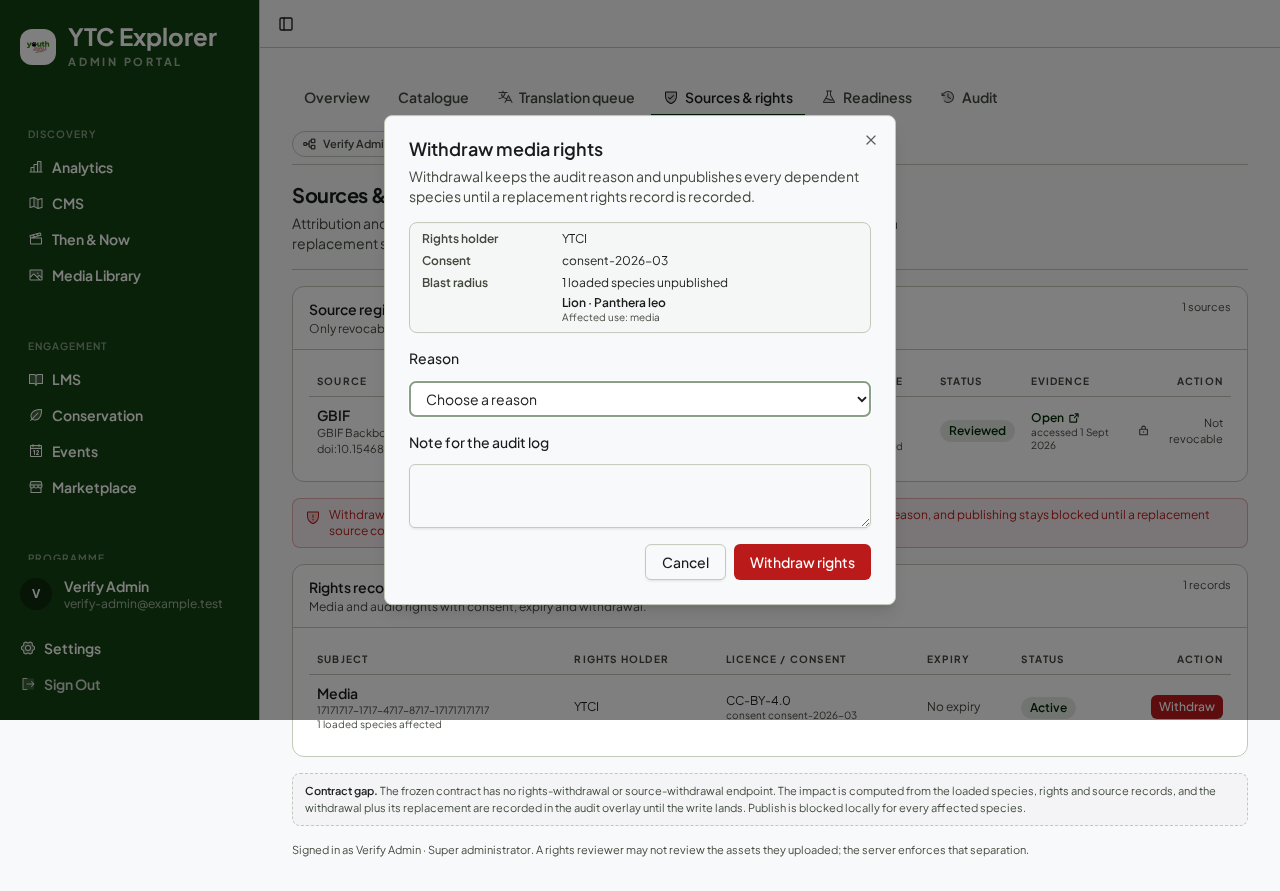 youth
YTC Explorer
ADMIN PORTAL
DISCOVERY
Analytics
CMS
Then & Now
Media Library
ENGAGEMENT
LMS
Conservation
Events
Marketplace
PROGRAMME
V
Verify Admin
verify-admin@example.test
Settings
Sign Out
Overview
Catalogue
Translation queue
Sources & rights
Readiness
Audit
Verify Admi
Sources &
Attribution and
replacement s
Withdraw media rights
Withdrawal keeps the audit reason and unpublishes every dependent
species until a replacement rights record is recorded.
Rights holder YTCI
Consent consent-2026-03
Blast radius 1 loaded species unpublished
Lion · Panthera leo
Affected use: media
Reason
Choose a reason
Note for the audit log
Cancel
Withdraw rights
Source regi
Only revocab
1 sources
SOURCE STATUS EVIDENCE ACTION
GBIF
GBIF Backbo
doi:10.15468
Reviewed
Open
accessed 1 Sept
2026
Not
revocable
Withdraw
eason, and publishing stays blocked until a replacement
source co
Rights reco
Media and audio rights with consent, expiry and withdrawal.
1 records
SUBJECT RIGHTS HOLDER LICENCE / CONSENT EXPIRY STATUS ACTION
Media
17171717-1717-4717-8717-171717171717
1 loaded species affected
YTCI
CC-BY-4.0
consent consent-2026-03
No expiry
Active
Withdraw
Contract gap. The frozen contract has no rights-withdrawal or source-withdrawal endpoint. The impact is computed from the loaded species, rights and source records, and the
withdrawal plus its replacement are recorded in the audit overlay until the write lands. Publish is blocked locally for every affected species.
Signed in as Verify Admin · Super administrator. A rights reviewer may not review the assets they uploaded; the server enforces that separation.